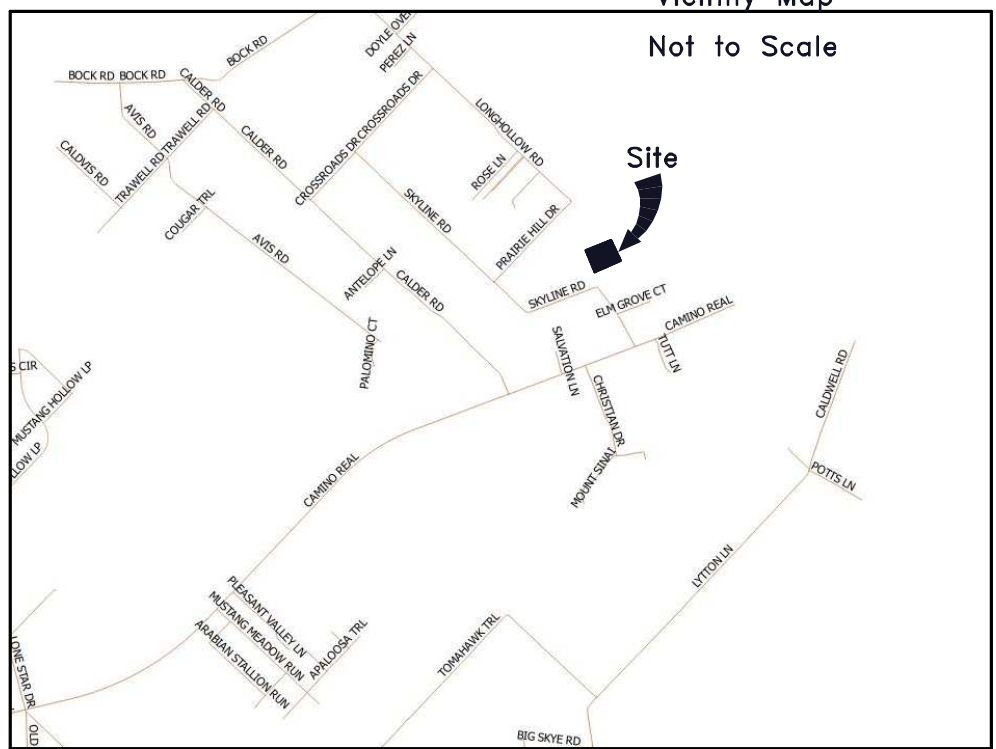 Vicinity Map
Not to Scale
Site
DOYLE OVER
PEREZ LN
BOCK RD
BOCK RD
BOCK RD
CALDER RD
AVIS RD
TRAWELL RD
TRAWELL RD
CALDVIS RD
CALDER RD
CROSSROADS DR
CROSSROADS DR
LONGHOLLOW RD
ROSE LN
COUGAR TRL
SKYLINE RD
PRAIRIE HILL DR
AVIS RD
ANTELOPE LN
CALDER RD
SKYLINE RD
ELM GROVE CT
CAMINO REAL
PALOMINO CT
SALVATION LN
TUTT LN
S CIR
MUSTANG HOLLOW LP
LLOW LP
CHRISTIAN DR
CALDWELL RD
MOUNT SINAI
POTTS LN
CAMINO REAL
LYTTON LN
PLEASANT VALLEY LN
MUSTANG MEADOW RUN
ARABIAN STALLION RUN
APALOOSA TRL
TOMAHAWK TRL
LONE STAR DR
OLD
BIG SKYE RD